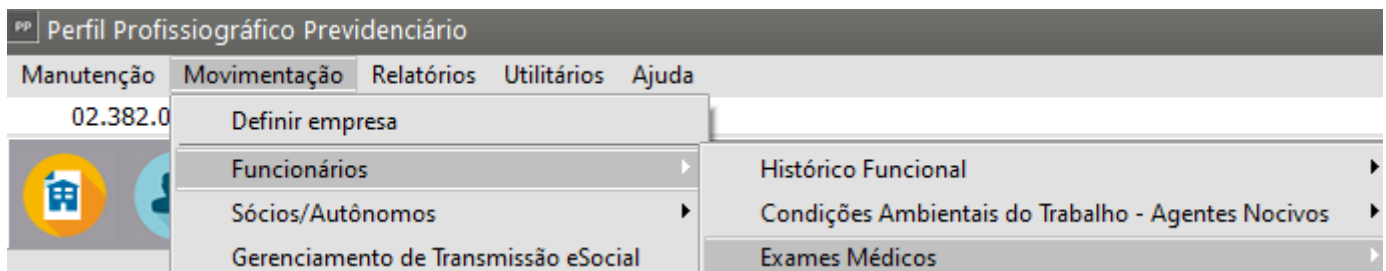 PP Perfil Profissiográfico Previdenciário
Manutenção Movimentação Relatórios Utilitários Ajuda
02.382.0
Definir empresa
Funcionários
Histórico Funcional
Sócios/Autônomos
Condições Ambientais do Trabalho - Agentes Nocivos
Gerenciamento de Transmissão eSocial
Exames Médicos